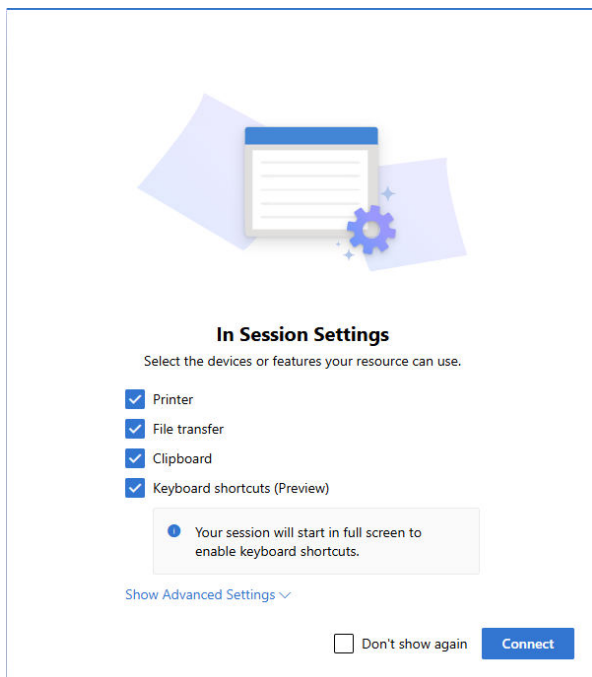 In Session Settings
Select the devices or features your resource can use.
Printer
File transfer
Clipboard
Keyboard shortcuts (Preview)
Your session will start in full screen to
enable keyboard shortcuts.
Show Advanced Settings
Don't show again
Connect